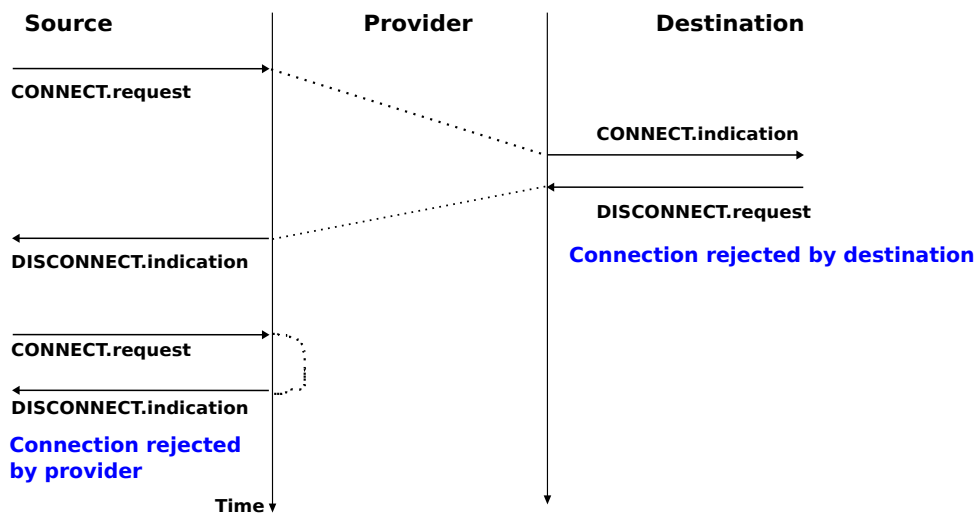 Source Provider Destination
CONNECT.request
CONNECT.indication
DISCONNECT.request
Connection rejected by destination
DISCONNECT.indication
CONNECT.request
DISCONNECT.indication
Connection rejected
by provider
Time